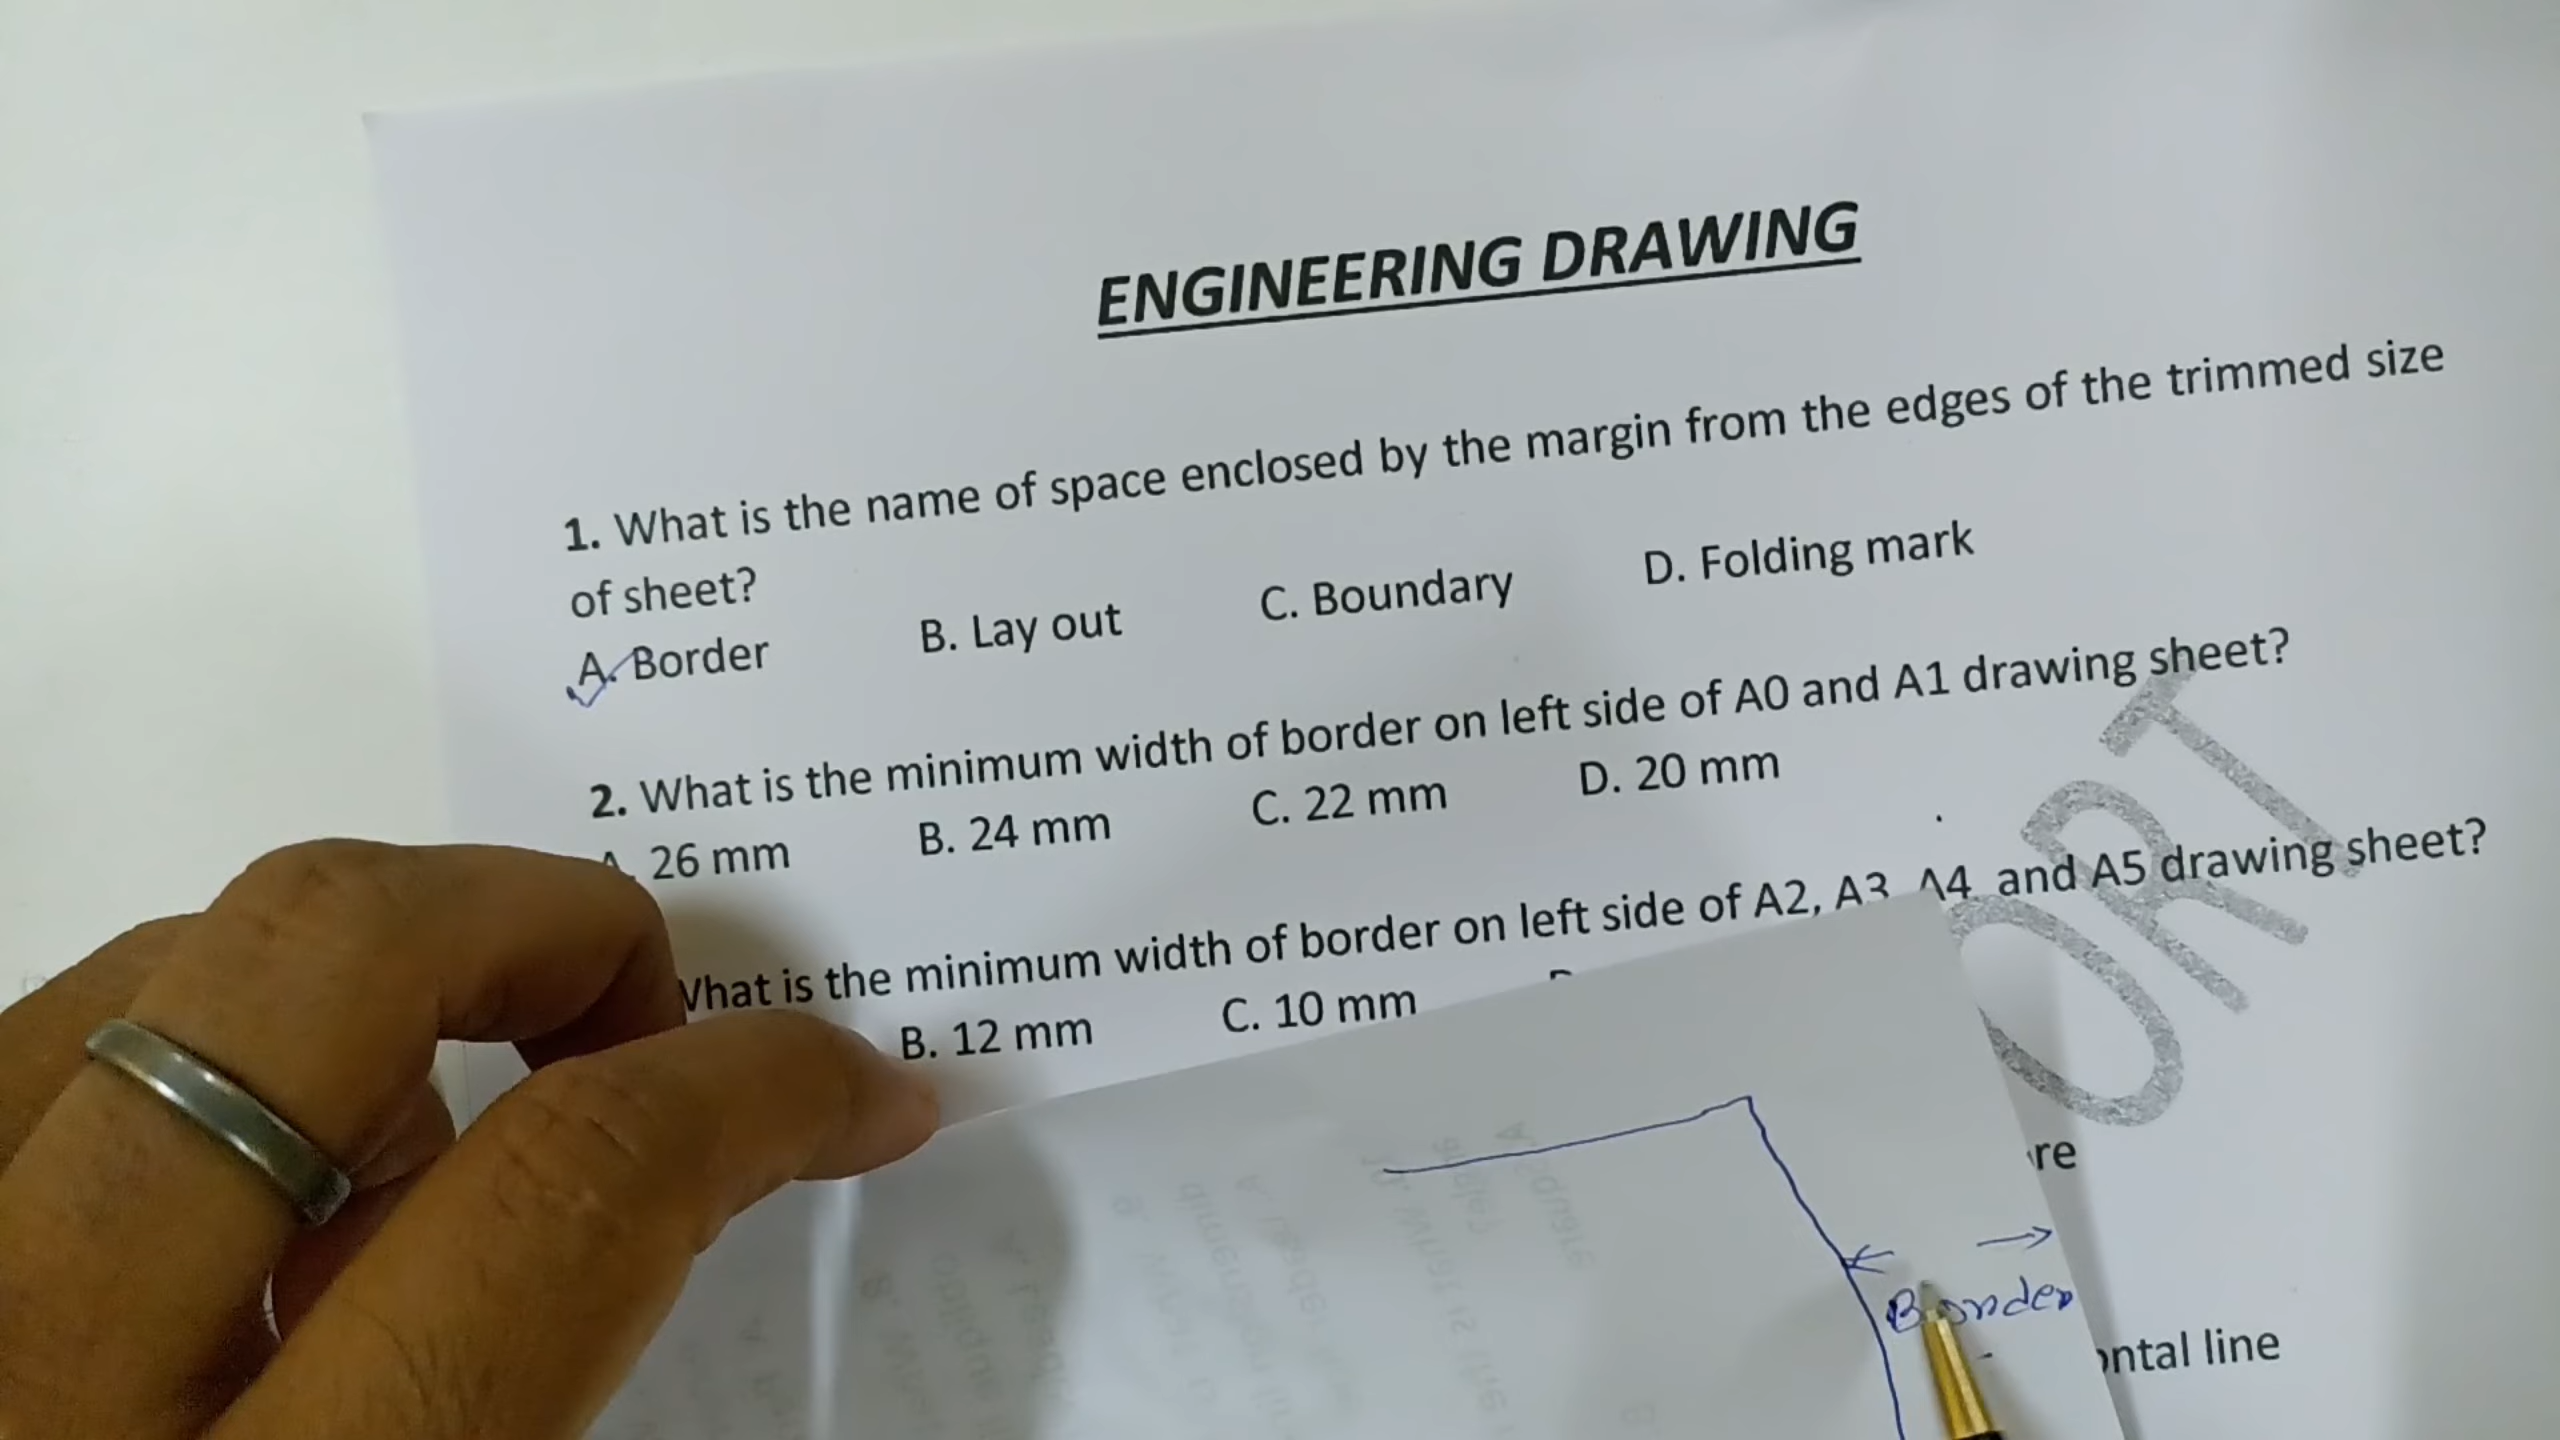 ENGINEERING DRAWING
1. What is the name of space enclosed by the margin from the edges of the trimmed size
of sheet?
A. Border B. Lay out C. Boundary D. Folding mark
2. What is the minimum width of border on left side of A0 and A1 drawing sheet?
26 mm B. 24 mm C. 22 mm D. 20 mm
What is the minimum width of border on left side of A2, A3 A4 and A5 drawing sheet?
B. 12 mm C. 10 mm
ORT
re
Border
ontal line